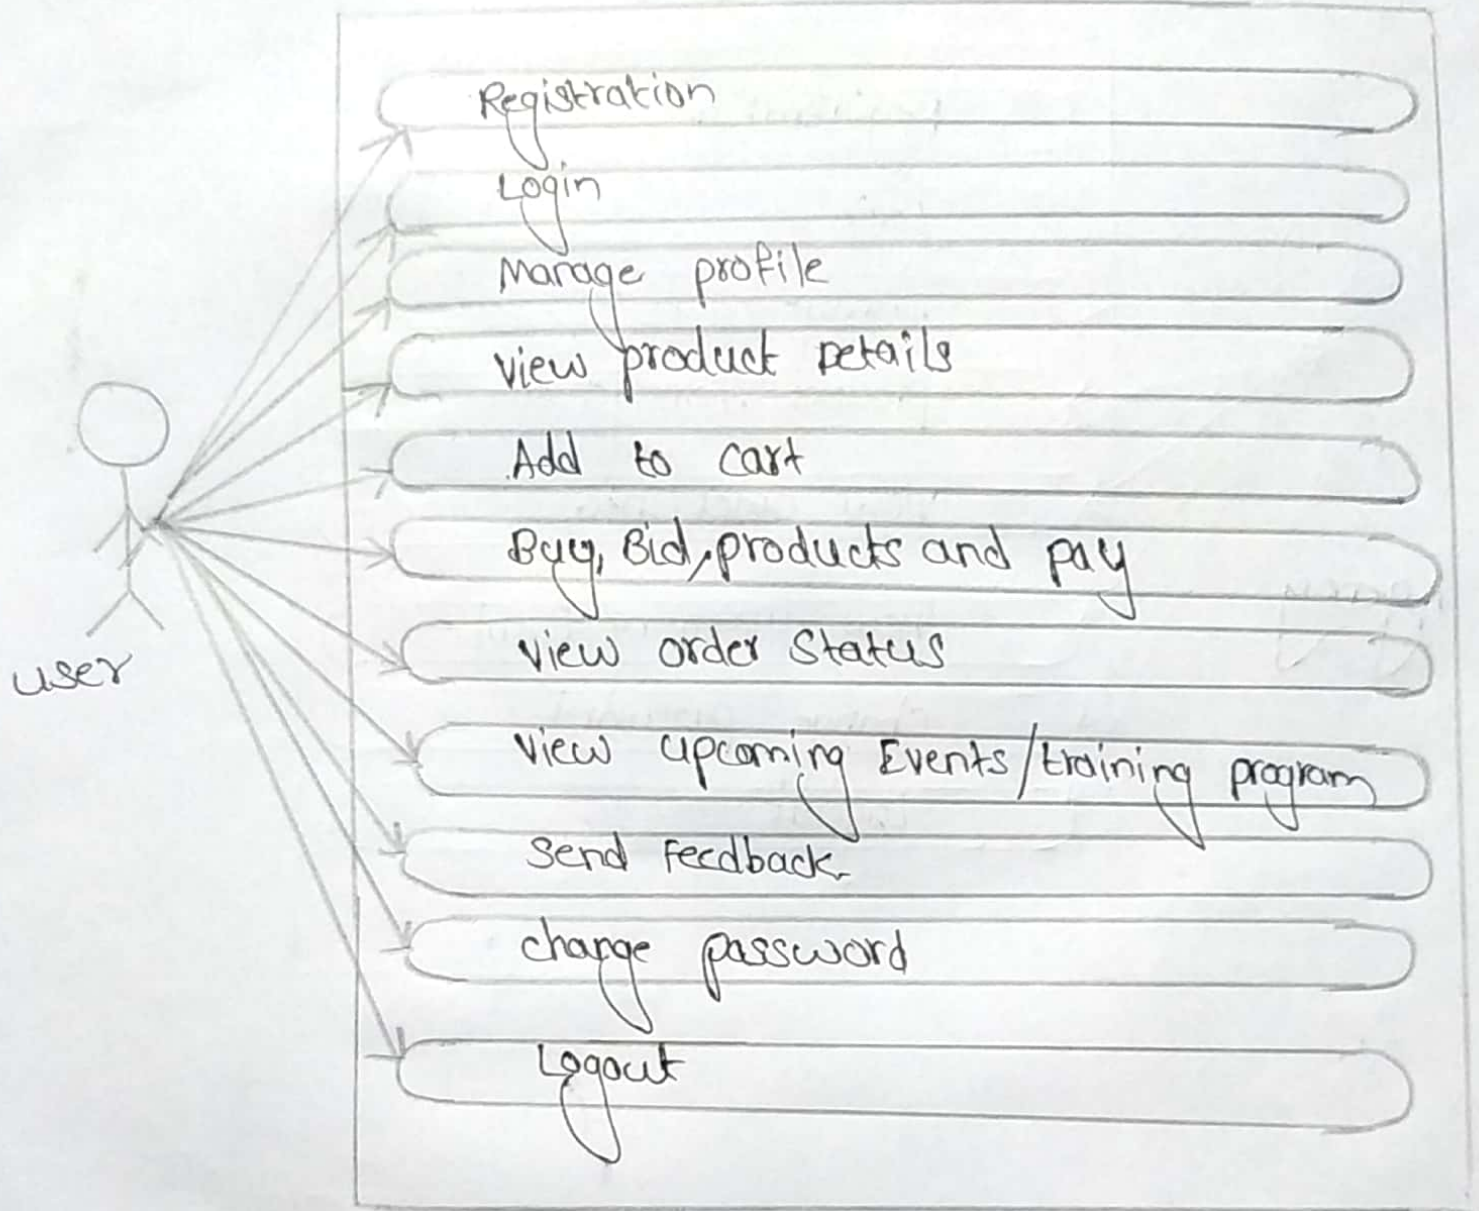 Registration
Login
Manage profile
View product Details
Add to cart
Buy, Bid, products and pay
View order Status
View upcoming Events/training program
Send Feedback
change password
Logout
user